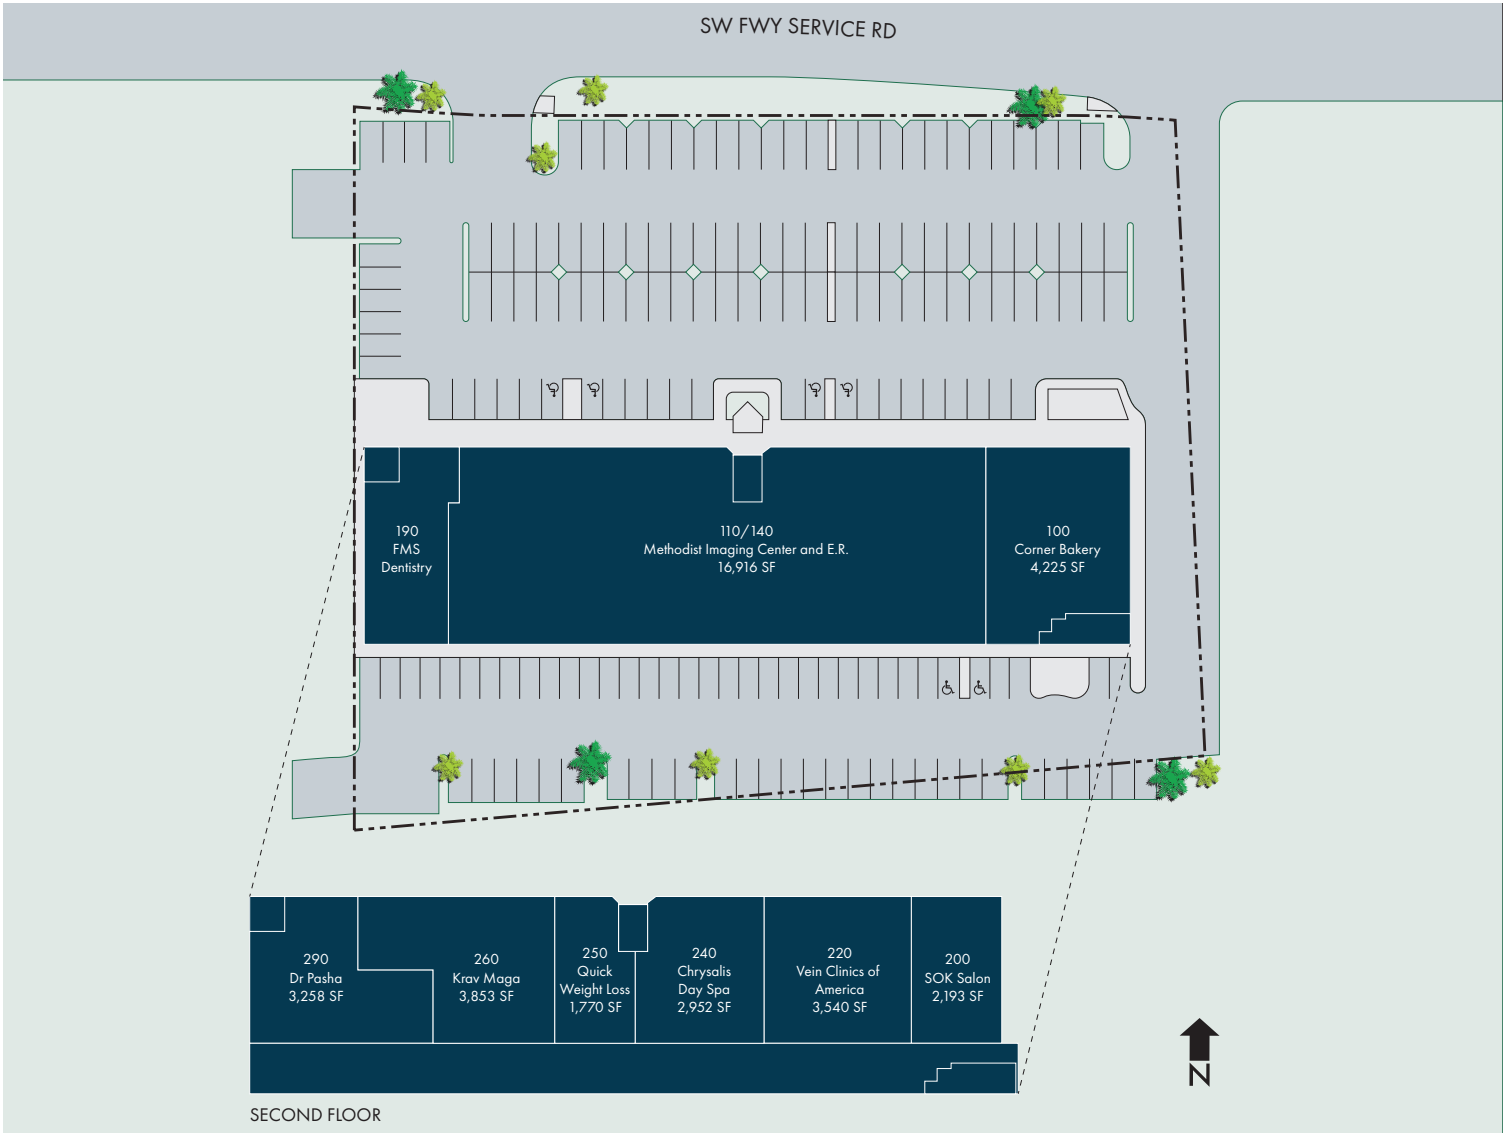 SW FWY SERVICE RD
190
FMS
Dentistry
110/140
Methodist Imaging Center and E.R.
16,916 SF
100
Corner Bakery
4,225 SF
290
Dr Pasha
3,258 SF
260
Krav Maga
3,853 SF
250
Quick
Weight Loss
1,770 SF
240
Chrysalis
Day Spa
2,952 SF
220
Vein Clinics of
America
3,540 SF
200
SOK Salon
2,193 SF
N
SECOND FLOOR